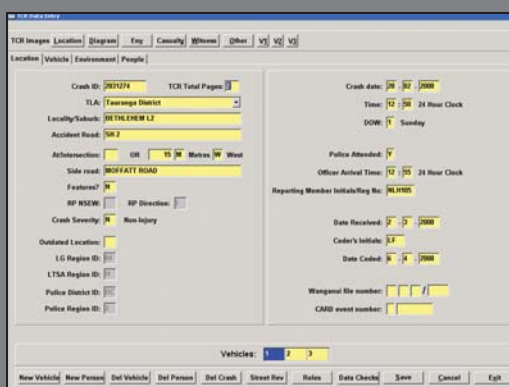 TCR Data Entry
TCR Images Location Diagram Env Casualty Witness Other V1 V2 V3
Location Vehicle Environment People
Crash ID: 2031274 TCR Total Pages:
TLA: Tauranga District
Locality/Suburb: BETHLEHEM L2
Accident Road: SH 2
At/Intersection: OR 15 M Metres W West
Side road: MOFFATT ROAD
Features? N
RP NSEW: RP Direction:
Crash Severity: N Non-Injury
Outdated Location:
LG Region ID:
LTSA Region ID:
Police District ID:
Police Region ID:
Crash date: 20 - 02 - 2000
Time: 12 : 50 24 Hour Clock
DOW: 1 Sunday
Police Attended: Y
Officer Arrival Time: 12 : 55 24 Hour Clock
Reporting Member Initials/Reg No: NLH105
Date Received: 2 - 3 - 2000
Coder's Initials: LF
Date Coded: 6 - 4 - 2000
Wanganui file number: /
CARD event number:
Vehicles: 1 2 3
New Vehicle New Person Del Vehicle Del Person Del Crash Street Rev Roles Data Checks Save Cancel Exit